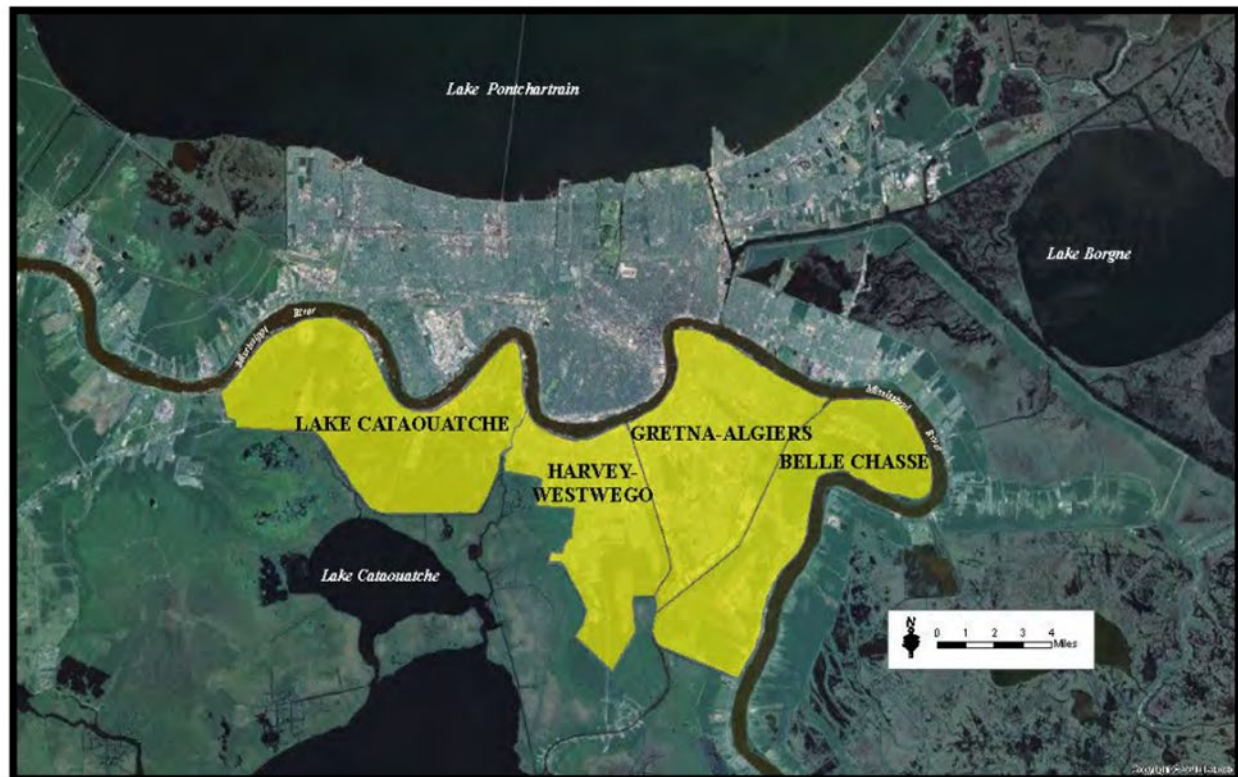 Lake Pontchartrain
Lake Borgne
Mississippi
River
LAKE CATAOUATCHE
GRETNA-ALGIERS
Mississippi
River
BELLE CHASSE
HARVEY-
WESTWEGO
Lake Cataouatche
N
0 1 2 3 4
Miles